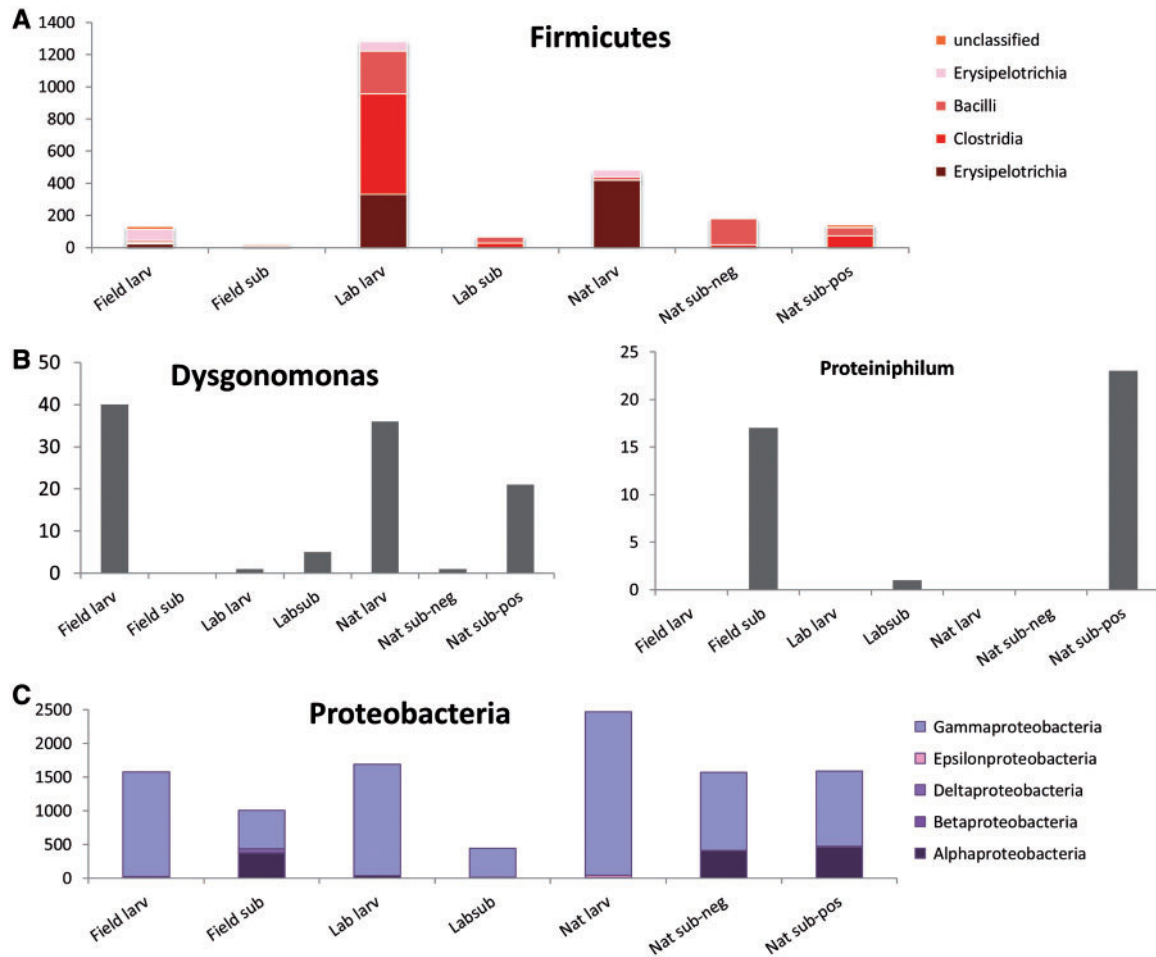 A
Firmicutes
1400
1200
1000
800
600
400
200
0
Field larv
Field sub
Lab larv
Lab sub
Nat larv
Nat sub-neg
Nat sub-pos
unclassified
Erysipelotrichia
Bacilli
Clostridia
Erysipelotrichia
B
Dysgonomonas
50
40
30
20
10
0
Field larv
Field sub
Lab larv
Labsub
Nat larv
Nat sub-neg
Nat sub-pos
Proteiniphilum
25
20
15
10
5
0
Field larv
Field sub
Lab larv
Labsub
Nat larv
Nat sub-neg
Nat sub-pos
C
Proteobacteria
2500
2000
1500
1000
500
0
Field larv
Field sub
Lab larv
Labsub
Nat larv
Nat sub-neg
Nat sub-pos
Gammaproteobacteria
Epsilonproteobacteria
Deltaproteobacteria
Betaproteobacteria
Alphaproteobacteria